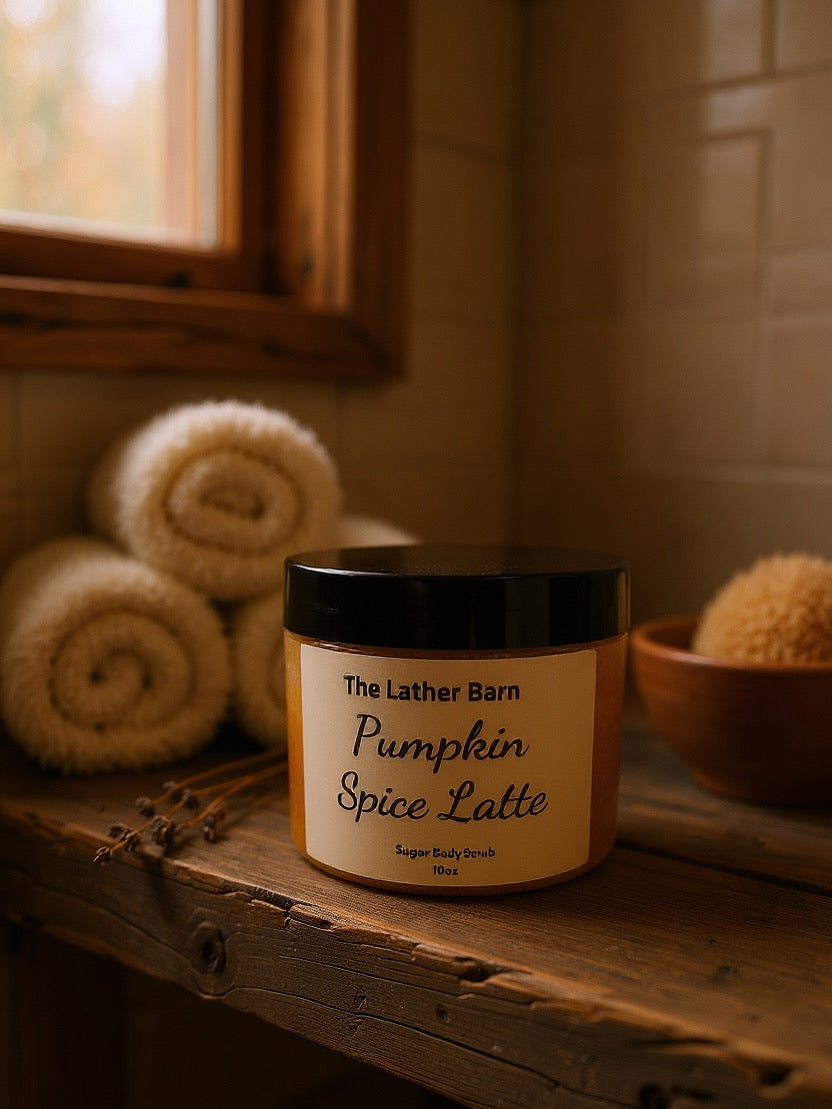 The Lather Barn
Pumpkin
Spice Latte
Sugar Body Scrub
10oz